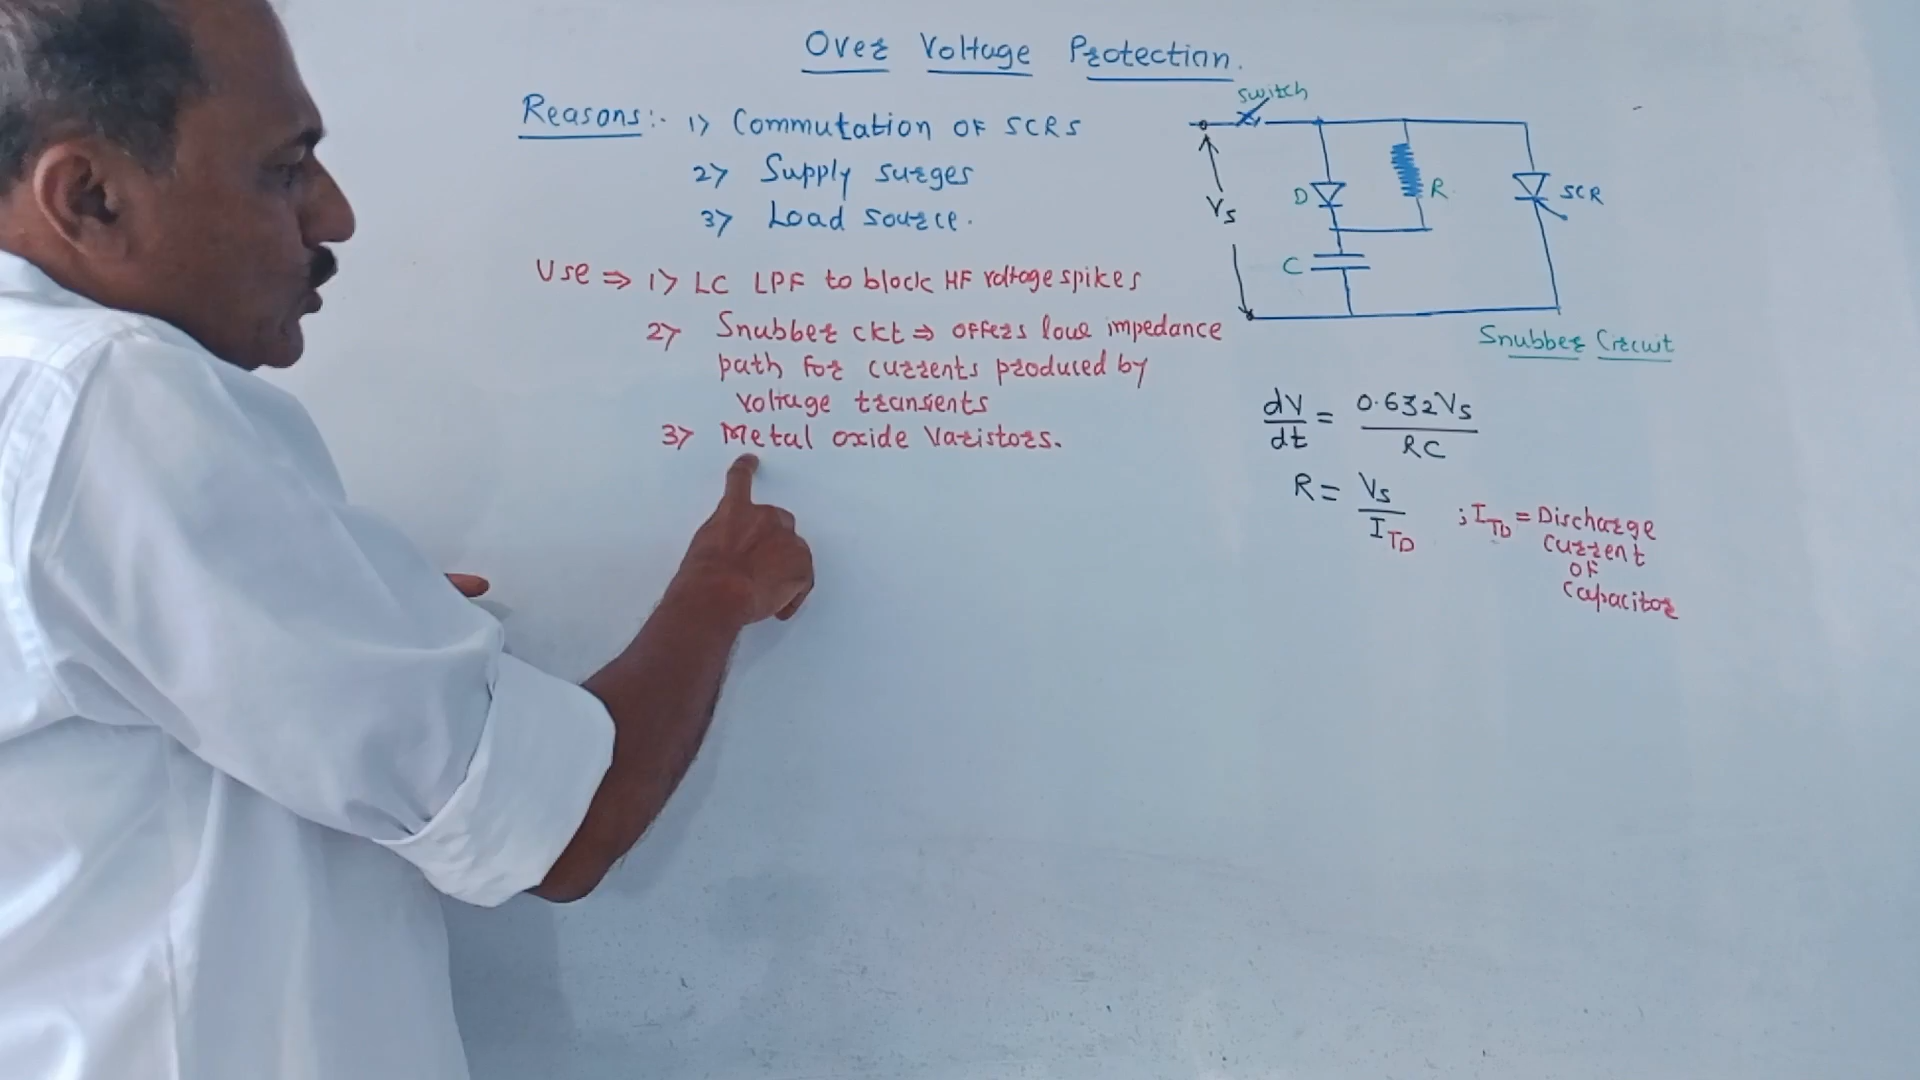 Over Voltage Protection.
Reasons:- 1) Commutation OF SCRS
2) Supply surges
3) Load source.
Use ⇒ 1) LC LPF to block HF voltage spikes
2) Snubber ckt ⇒ offers low impedance
path for currents produced by
voltage transients
3) Metal oxide Varistors.
switch
D
R
SCR
Vs
C
Snubber Circuit
dV/dt = 0.632Vs/RC
R = Vs/I_TD ; I_TD = Discharge
current
OF
capacitor